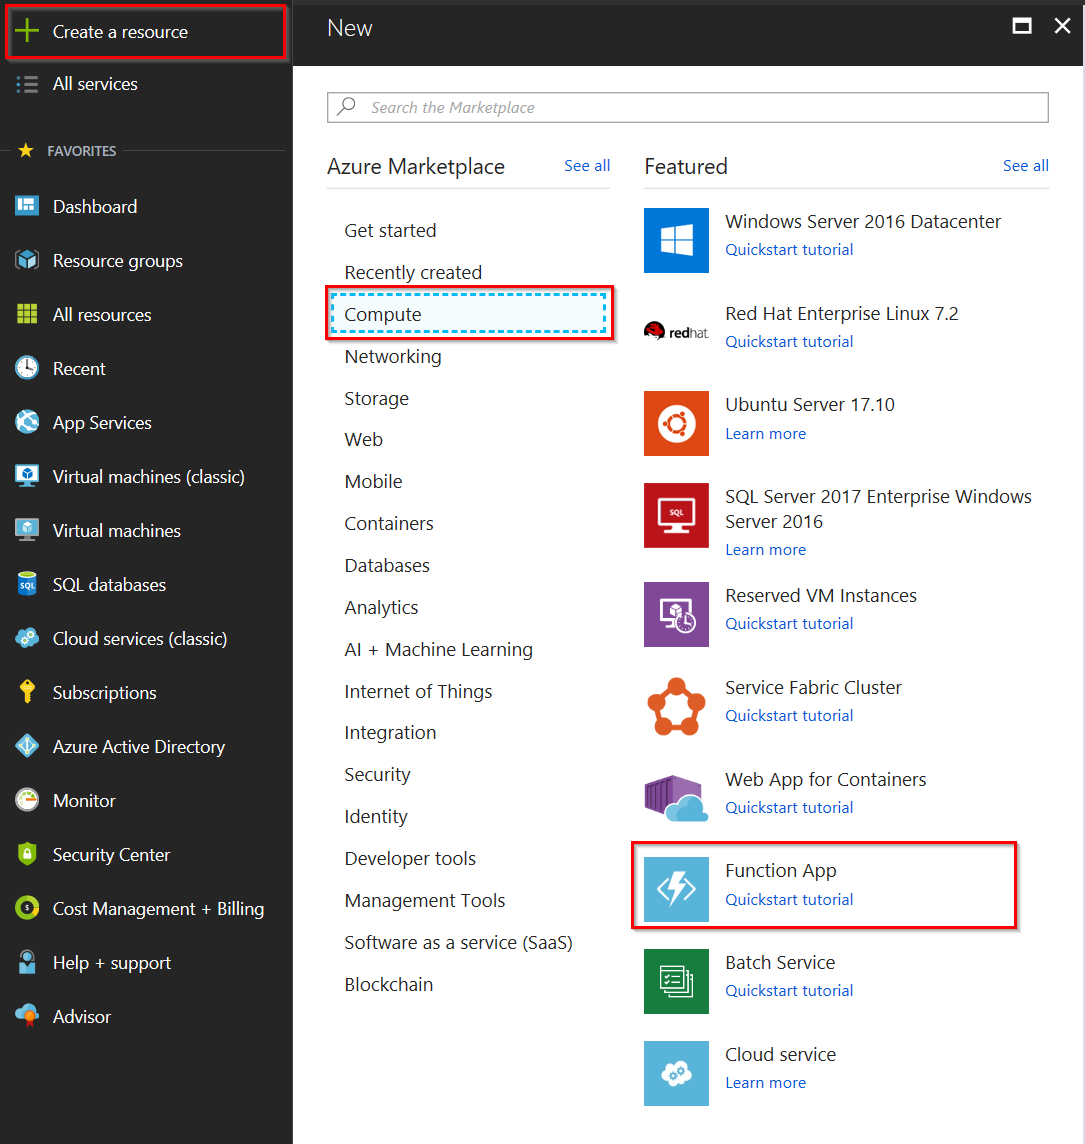 Create a resource
All services
FAVORITES
Dashboard
Resource groups
All resources
Recent
App Services
Virtual machines (classic)
Virtual machines
SQL
SQL databases
Cloud services (classic)
Subscriptions
Azure Active Directory
Monitor
Security Center
$
Cost Management + Billing
Help + support
Advisor
New
Search the Marketplace
Azure Marketplace See all
Get started
Recently created
Compute
Networking
Storage
Web
Mobile
Containers
Databases
Analytics
AI + Machine Learning
Internet of Things
Integration
Security
Identity
Developer tools
Management Tools
Software as a service (SaaS)
Blockchain
Featured See all
Windows Server 2016 Datacenter
Quickstart tutorial
redhat.
Red Hat Enterprise Linux 7.2
Quickstart tutorial
Ubuntu Server 17.10
Learn more
SQL
SQL Server 2017 Enterprise Windows
Server 2016
Learn more
Reserved VM Instances
Quickstart tutorial
Service Fabric Cluster
Quickstart tutorial
Web App for Containers
Quickstart tutorial
Function App
Quickstart tutorial
Batch Service
Quickstart tutorial
Cloud service
Learn more